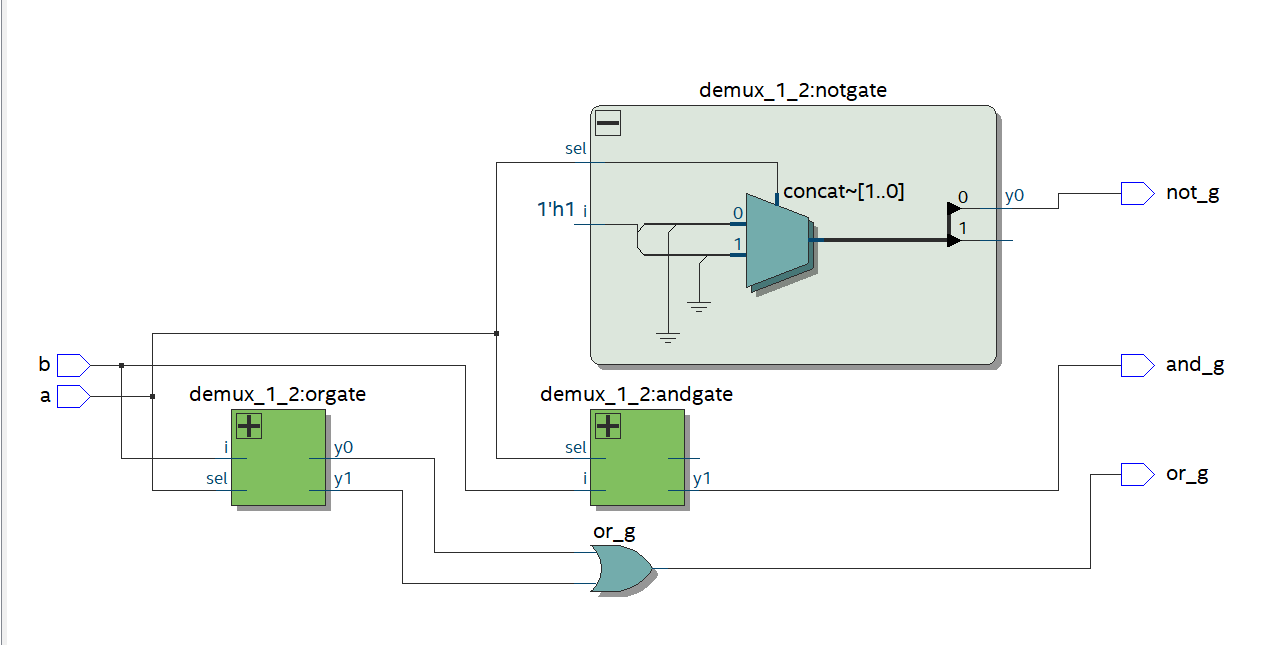 demux_1_2:notgate
sel
concat~[1..0]
1'h1 i
0
1
0
1
y0
not_g
b
a
and_g
demux_1_2:orgate
i
sel
y0
y1
demux_1_2:andgate
sel
i
y1
or_g
or_g